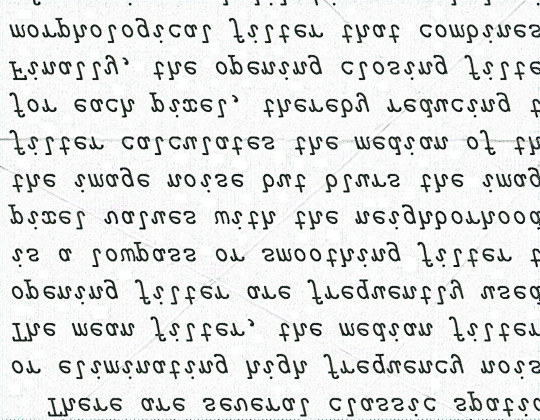 There are several classic
or eliminating high frequency nois
The mean filter, the median filter
opening filter are frequently used
is a lowpass or smoothing filter t
pixel values with the neighborhood
the image noise but blurs the imag
filter calculates the median of th
for each pixel, thereby reducing t
Finally, the opening closing filte
morphological filter that combines